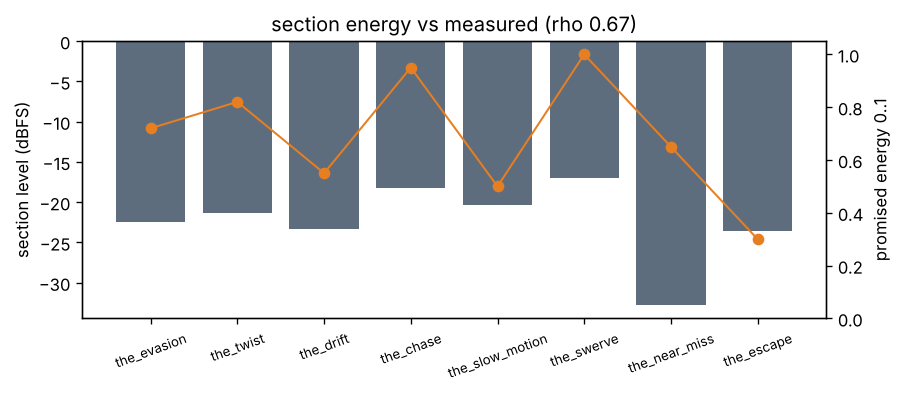 section energy vs measured (rho 0.67)
section level (dBFS)
0
−5
−10
−15
−20
−25
−30
promised energy 0..1
1.0
0.8
0.6
0.4
0.2
0.0
the_evasion
the_twist
the_drift
the_chase
the_slow_motion
the_swerve
the_near_miss
the_escape